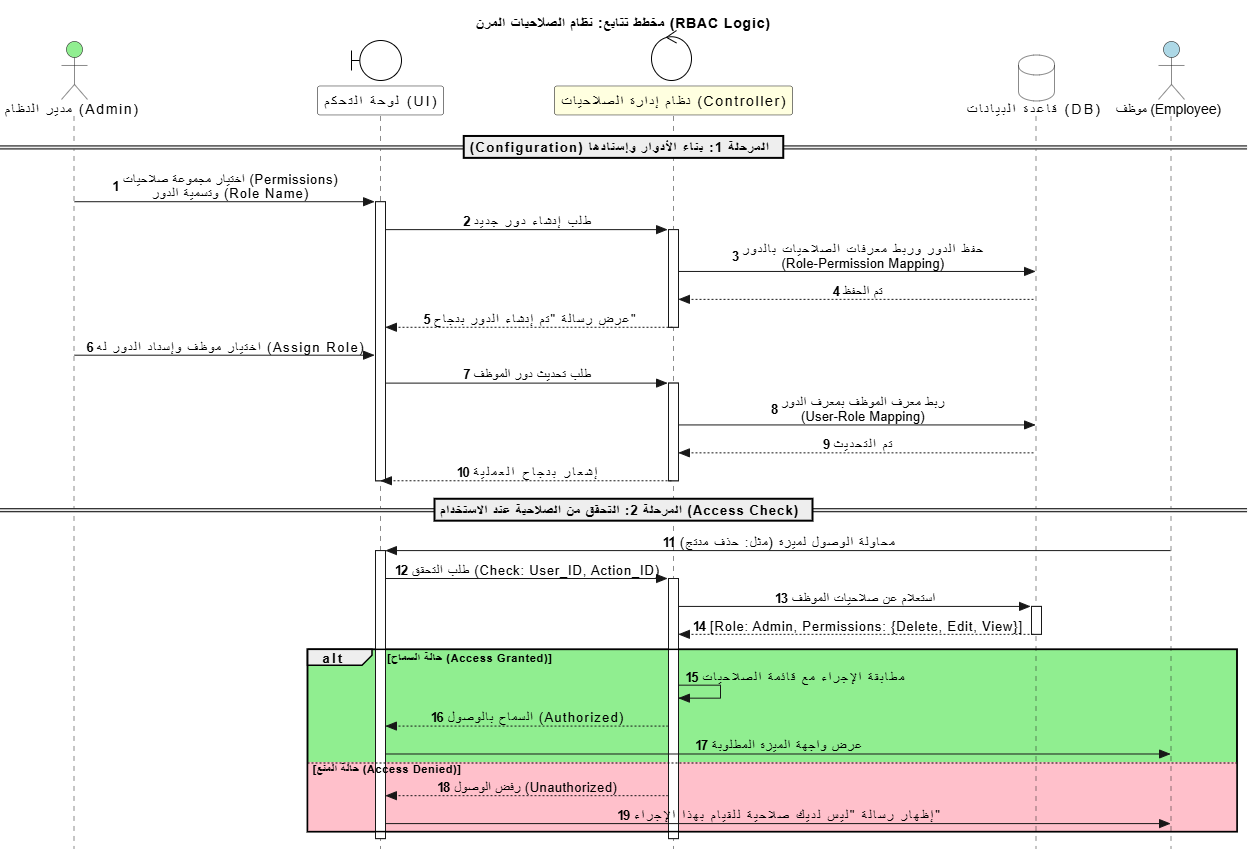 مخطط تتابع: نظام الصلاحيات المرن (RBAC Logic)
مدير النظام (Admin)
لوحة التحكم (UI)
نظام إدارة الصلاحيات (Controller)
قاعدة البيانات (DB)
موظف (Employee)
المرحلة 1: بناء الأدوار وإسنادها (Configuration)
1 اختيار مجموعة صلاحيات (Permissions)
وتسمية الدور (Role Name)
2 طلب إنشاء دور جديد
3 حفظ الدور وربط معرفات الصلاحيات بالدور
(Role-Permission Mapping)
4 تم الحفظ
5 عرض رسالة "تم إنشاء الدور بنجاح"
6 اختيار موظف وإسناد الدور له (Assign Role)
7 طلب تحديث دور الموظف
8 ربط معرف الموظف بمعرف الدور
(User-Role Mapping)
9 تم التحديث
10 إشعار بنجاح العملية
المرحلة 2: التحقق من الصلاحية عند الاستخدام (Access Check)
11 محاولة الوصول لميزة (مثل: حذف منتج)
12 طلب التحقق (Check: User_ID, Action_ID)
13 استعلام عن صلاحيات الموظف
14 [Role: Admin, Permissions: {Delete, Edit, View}]
alt [حالة السماح (Access Granted)]
15 مطابقة الإجراء مع قائمة الصلاحيات
16 السماح بالوصول (Authorized)
17 عرض واجهة الميزة المطلوبة
[حالة المنع (Access Denied)]
18 رفض الوصول (Unauthorized)
19 إظهار رسالة "ليس لديك صلاحية للقيام بهذا الإجراء"